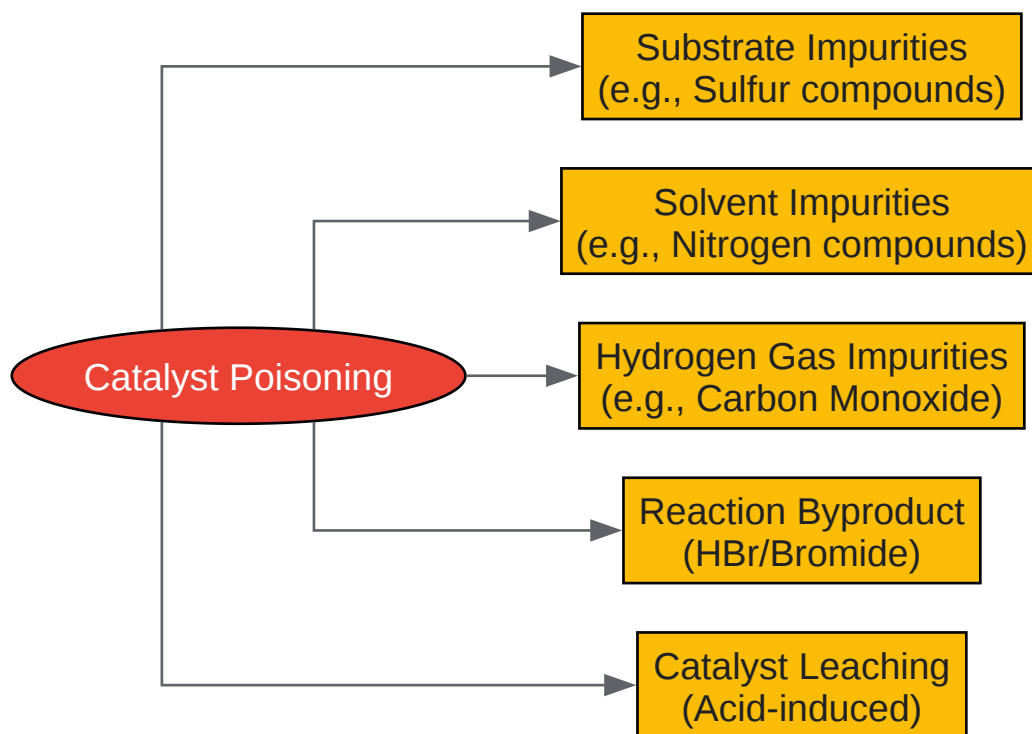 Substrate Impurities
(e.g., Sulfur compounds)
Solvent Impurities
(e.g., Nitrogen compounds)
Catalyst Poisoning
Hydrogen Gas Impurities
(e.g., Carbon Monoxide)
Reaction Byproduct
(HBr/Bromide)
Catalyst Leaching
(Acid-induced)